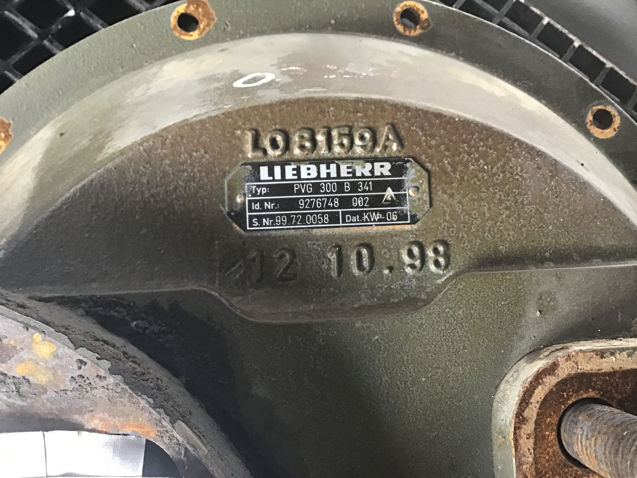 LO8159A
LIEBHERR
Typ: PVG 300 B 341
Id. Nr.: 9276748 002
S. Nr. 99.72.0058 Dat. KW- 06
12 10.98